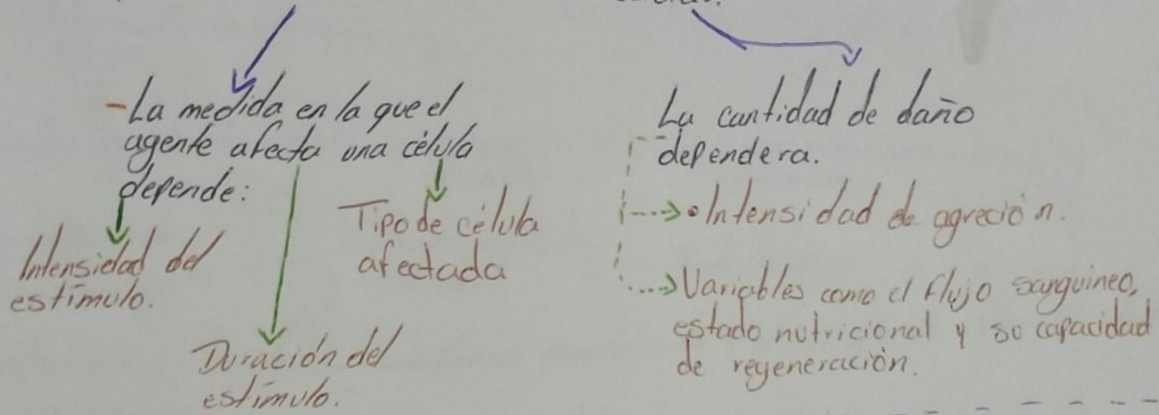 -La medida en la que el
agente afecta una célula
depende:
Intensidad del
estímulo.
Tipo de célula
afectada
Duración del
estímulo.
La cantidad de daño
dependera.
•Intensidad de agreción.
Variables como el flujo sanguineo,
estado nutricional y su capacidad
de regeneración.